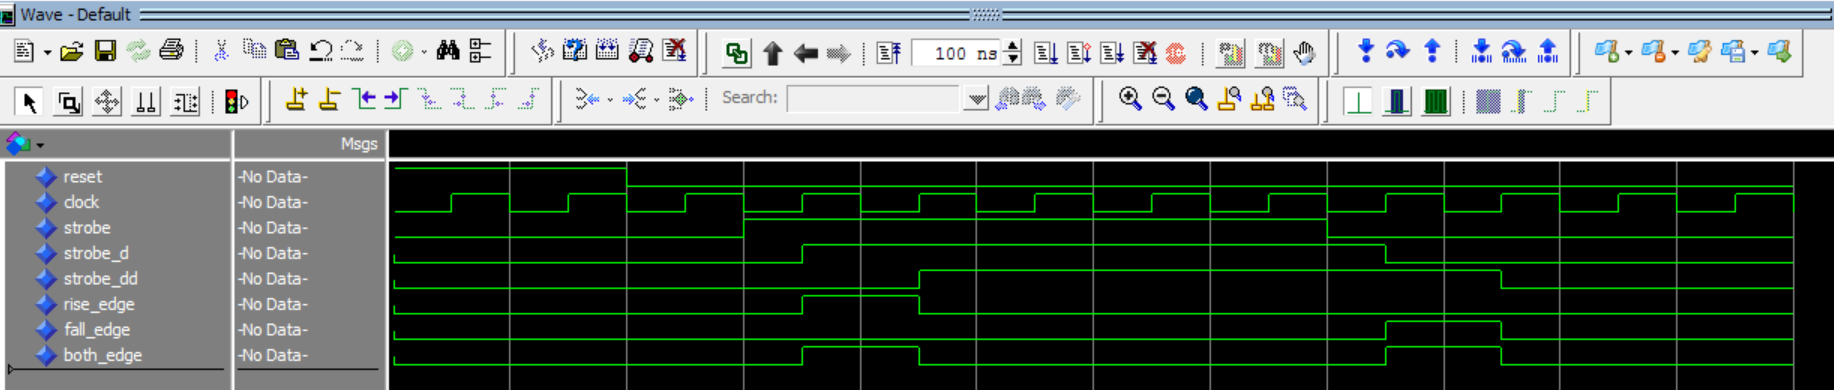 Wave - Default
100 ns
Search:
Msgs
reset -No Data-
clock -No Data-
strobe -No Data-
strobe_d -No Data-
strobe_dd -No Data-
rise_edge -No Data-
fall_edge -No Data-
both_edge -No Data-